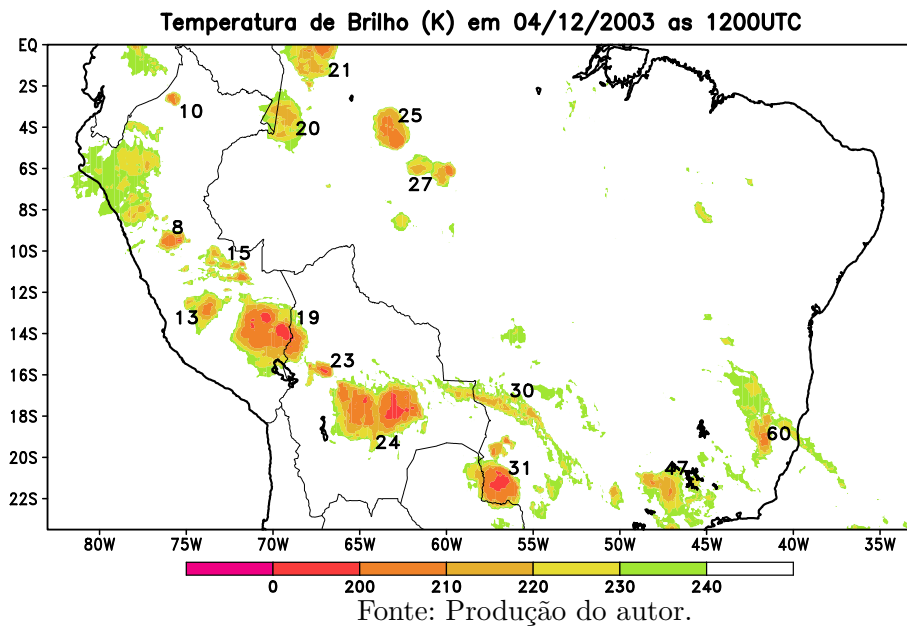 Temperatura de Brilho (K) em 04/12/2003 as 1200UTC
EQ
2S
4S
6S
8S
10S
12S
14S
16S
18S
20S
22S
21
10
20
25
27
8
15
13
19
23
24
30
31
47
60
80W 75W 70W 65W 60W 55W 50W 45W 40W 35W
0 200 210 220 230 240
Fonte: Produção do autor.